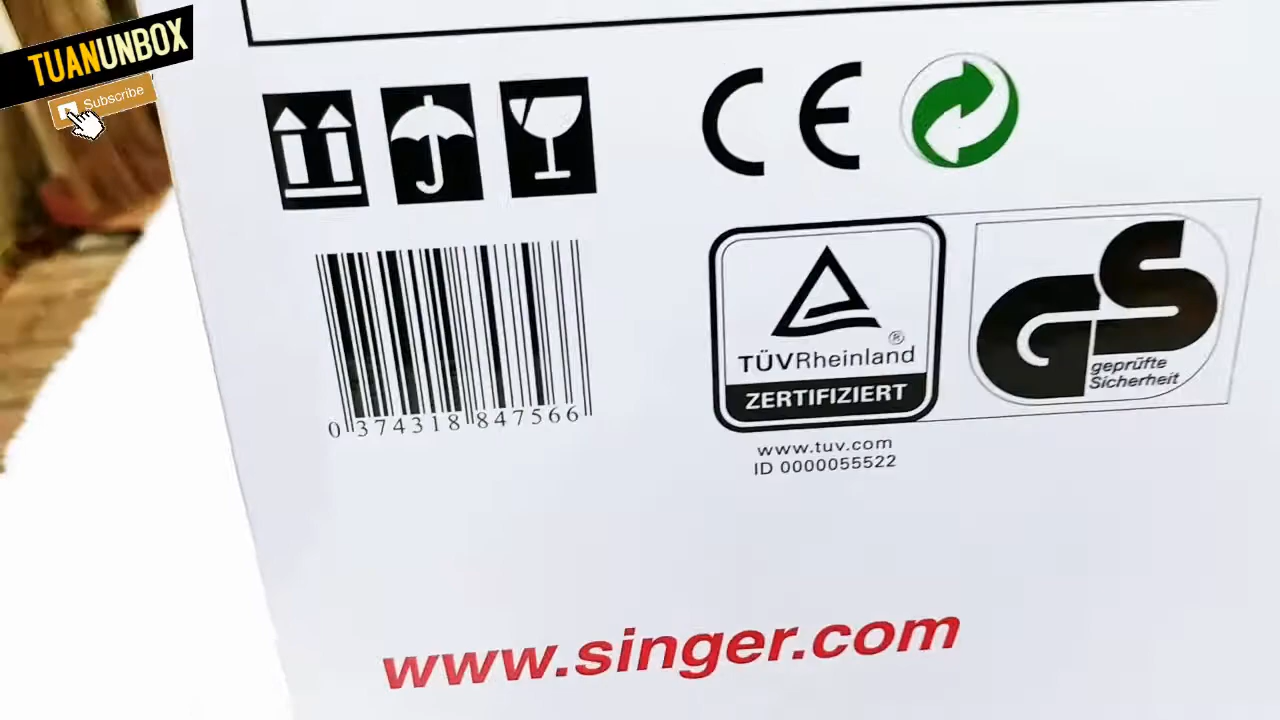 TUANUNBOX
Subscribe
CE
TÜVRheinland®
ZERTIFIZIERT
GS
geprüfte
Sicherheit
0 374318 847566
www.tuv.com
ID 0000055522
www.singer.com